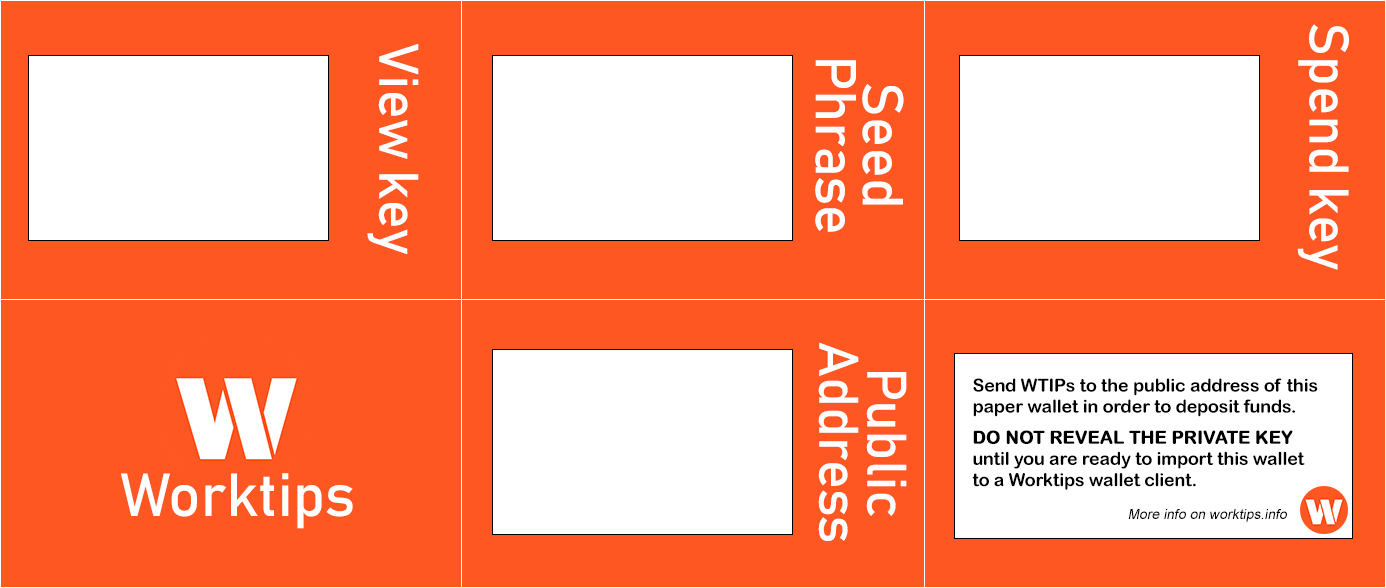 View key
Seed
Phrase
Spend key
Worktips
Public
Address
Send WTIPs to the public address of this
paper wallet in order to deposit funds.
DO NOT REVEAL THE PRIVATE KEY
until you are ready to import this wallet
to a Worktips wallet client.
More info on worktips.info